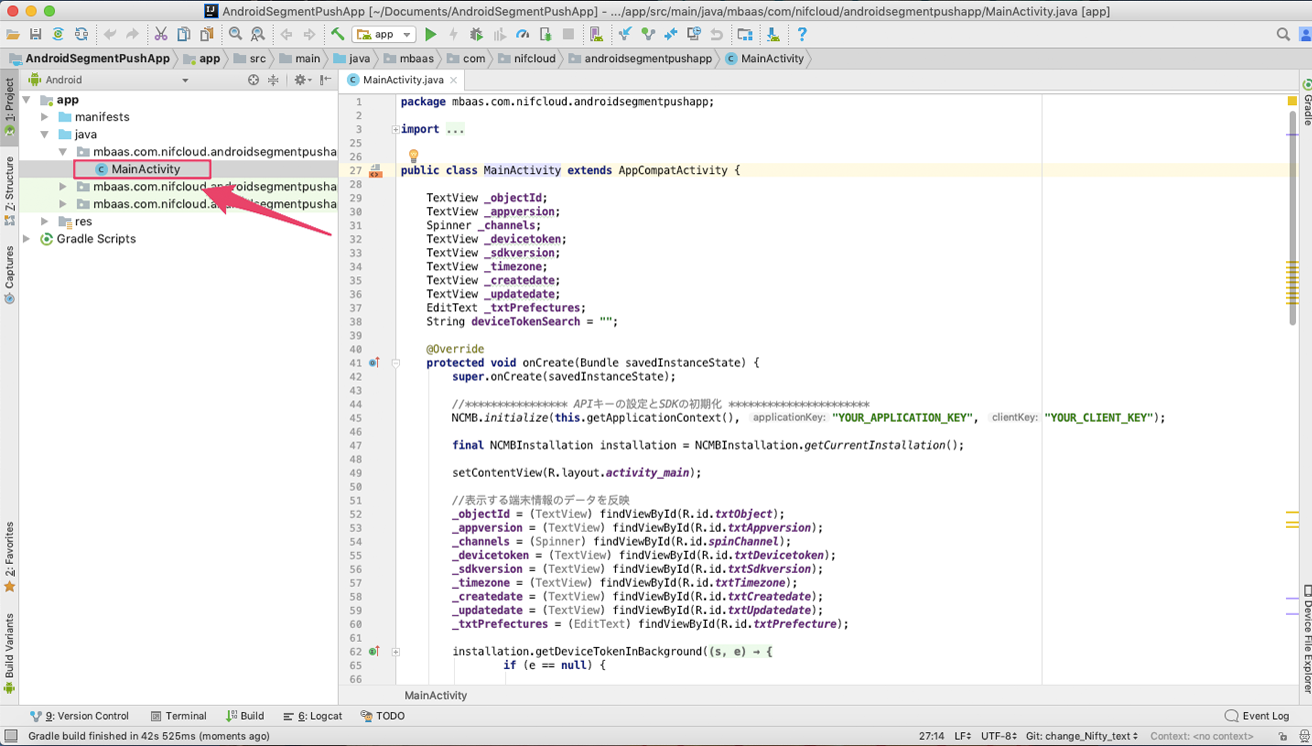 AndroidSegmentPushApp [~/Documents/AndroidSegmentPushApp] – .../app/src/main/java/mbaas/com/nifcloud/androidsegmentpushapp/MainActivity.java [app]
app
AndroidSegmentPushApp app src main java mbaas com nifcloud androidsegmentpushapp MainActivity
1: Project
Z: Structure
Captures
2: Favorites
Build Variants
Android
app
manifests
java
mbaas.com.nifcloud.androidsegmentpusha
MainActivity
mbaas.com.nifcloud.androidsegmentpusha
mbaas.com.nifcloud.androidsegmentpusha
res
Gradle Scripts
MainActivity.java
1 package mbaas.com.nifcloud.androidsegmentpushapp;
2
3 import ...
25
26
27 public class MainActivity extends AppCompatActivity {
28
29 TextView _objectId;
30 TextView _appversion;
31 Spinner _channels;
32 TextView _devicetoken;
33 TextView _sdkversion;
34 TextView _timezone;
35 TextView _createdate;
36 TextView _updatedate;
37 EditText _txtPrefectures;
38 String deviceTokenSearch = "";
39
40 @Override
41 protected void onCreate(Bundle savedInstanceState) {
42 super.onCreate(savedInstanceState);
43
44 //**************** APIキーの設定とSDKの初期化 **********************
45 NCMB.initialize(this.getApplicationContext(), applicationKey: "YOUR_APPLICATION_KEY", clientKey: "YOUR_CLIENT_KEY");
46
47 final NCMBInstallation installation = NCMBInstallation.getCurrentInstallation();
48
49 setContentView(R.layout.activity_main);
50
51 //表示する端末情報のデータを反映
52 _objectId = (TextView) findViewById(R.id.txtObject);
53 _appversion = (TextView) findViewById(R.id.txtAppversion);
54 _channels = (Spinner) findViewById(R.id.spinChannel);
55 _devicetoken = (TextView) findViewById(R.id.txtDevicetoken);
56 _sdkversion = (TextView) findViewById(R.id.txtSdkversion);
57 _timezone = (TextView) findViewById(R.id.txtTimezone);
58 _createdate = (TextView) findViewById(R.id.txtCreatedate);
59 _updatedate = (TextView) findViewById(R.id.txtUpdatedate);
60 _txtPrefectures = (EditText) findViewById(R.id.txtPrefecture);
61
62 installation.getDeviceTokenInBackground((s, e) → {
65 if (e == null) {
66
MainActivity
Gradle
Device File Explorer
9: Version Control Terminal Build 6: Logcat TODO Event Log
Gradle build finished in 42s 525ms (moments ago) 27:14 LF UTF-8 Git: change_Nifty_text Context: <no context>